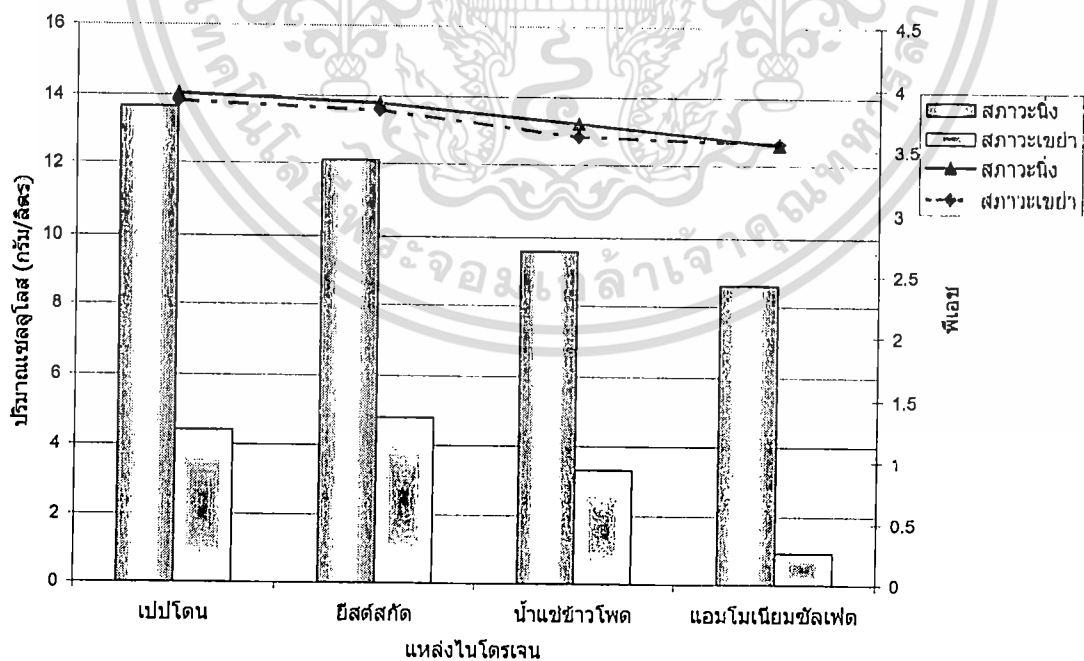 16
14
12
10
8
6
4
2
0
4.5
4
3.5
3
2.5
2
1.5
1
0.5
0
ปริมาณเซลลูโลส (กรัม/ลิตร)
พีเอช
สภาวะนิ่ง
สภาวะเขย่า
สภาวะนิ่ง
สภาวะเขย่า
เปปโตน
ยีสต์สกัด
น้ำแช่ข้าวโพด
แอมโมเนียมซัลเฟต
แหล่งไนโตรเจน